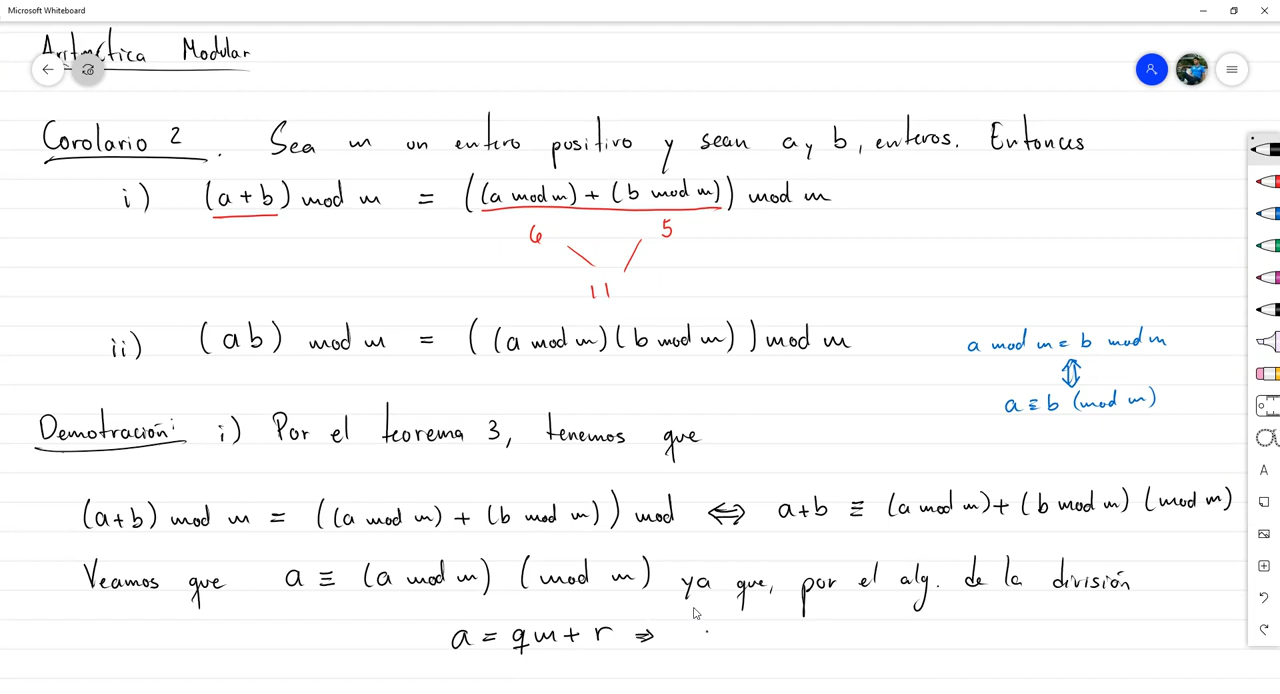 Microsoft Whiteboard
Aritmética Modular
Corolario 2. Sea m un entero positivo y sean a y b, enteros. Entonces
i) (a + b) mod m = ((a mod m) + (b mod m)) mod m
6 5
11
ii) (ab) mod m = ((a mod m)(b mod m)) mod m
a mod m = b mod m
⇕
a ≡ b (mod m)
Demotración: i) Por el teorema 3, tenemos que
(a+b) mod m = ((a mod m) + (b mod m)) mod ⟺ a+b ≡ (a mod m)+(b mod m) (mod m)
Veamos que a ≡ (a mod m) (mod m) ya que, por el alg. de la división
a = qm + r ⇒